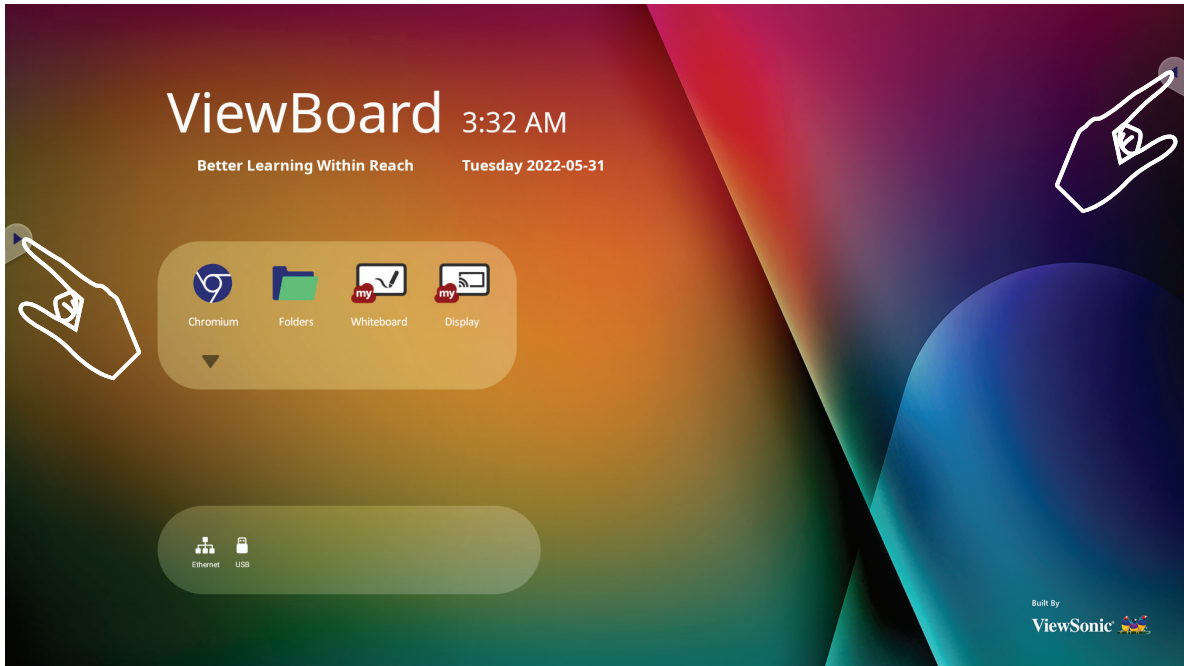 ViewBoard 3:32 AM
Better Learning Within Reach Tuesday 2022-05-31
Chromium Folders my Whiteboard my Display
Ethernet USB
Built By
ViewSonic